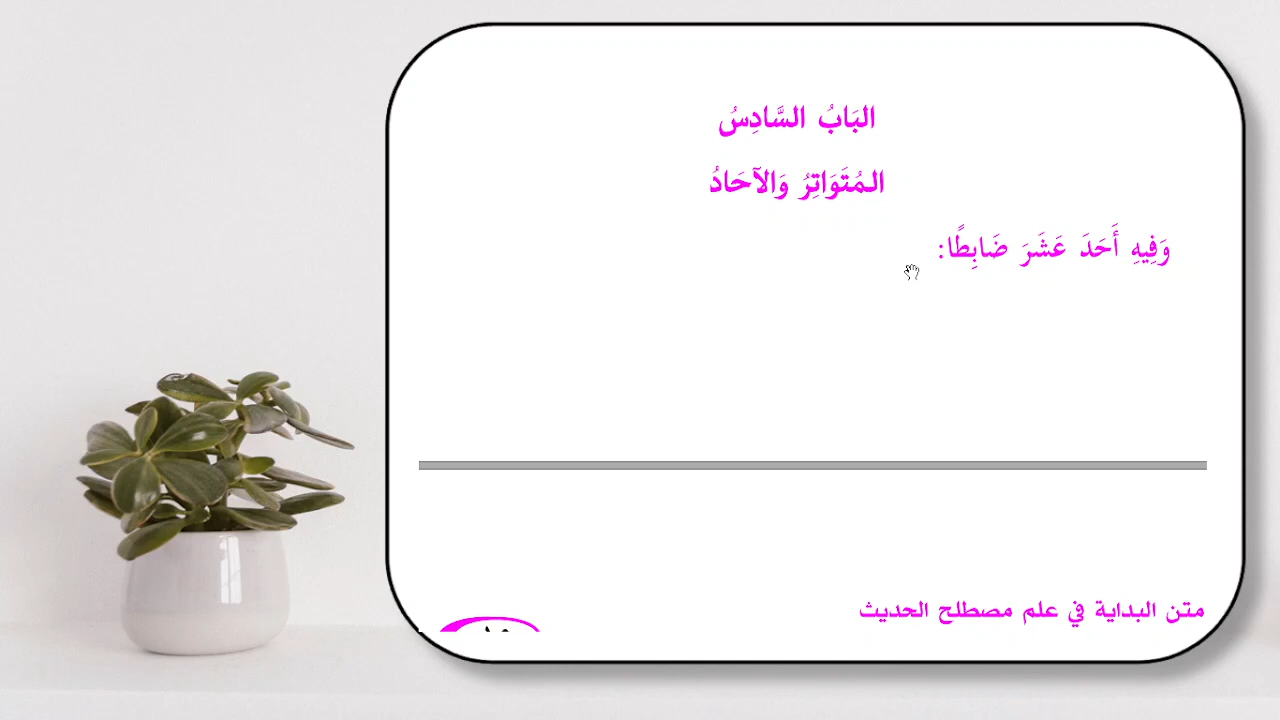 البَابُ السَّادِسُ
المُتَوَاتِرُ وَالآحَادُ
وَفِيهِ أَحَدَ عَشَرَ ضَابِطًا:
متن البداية في علم مصطلح الحديث